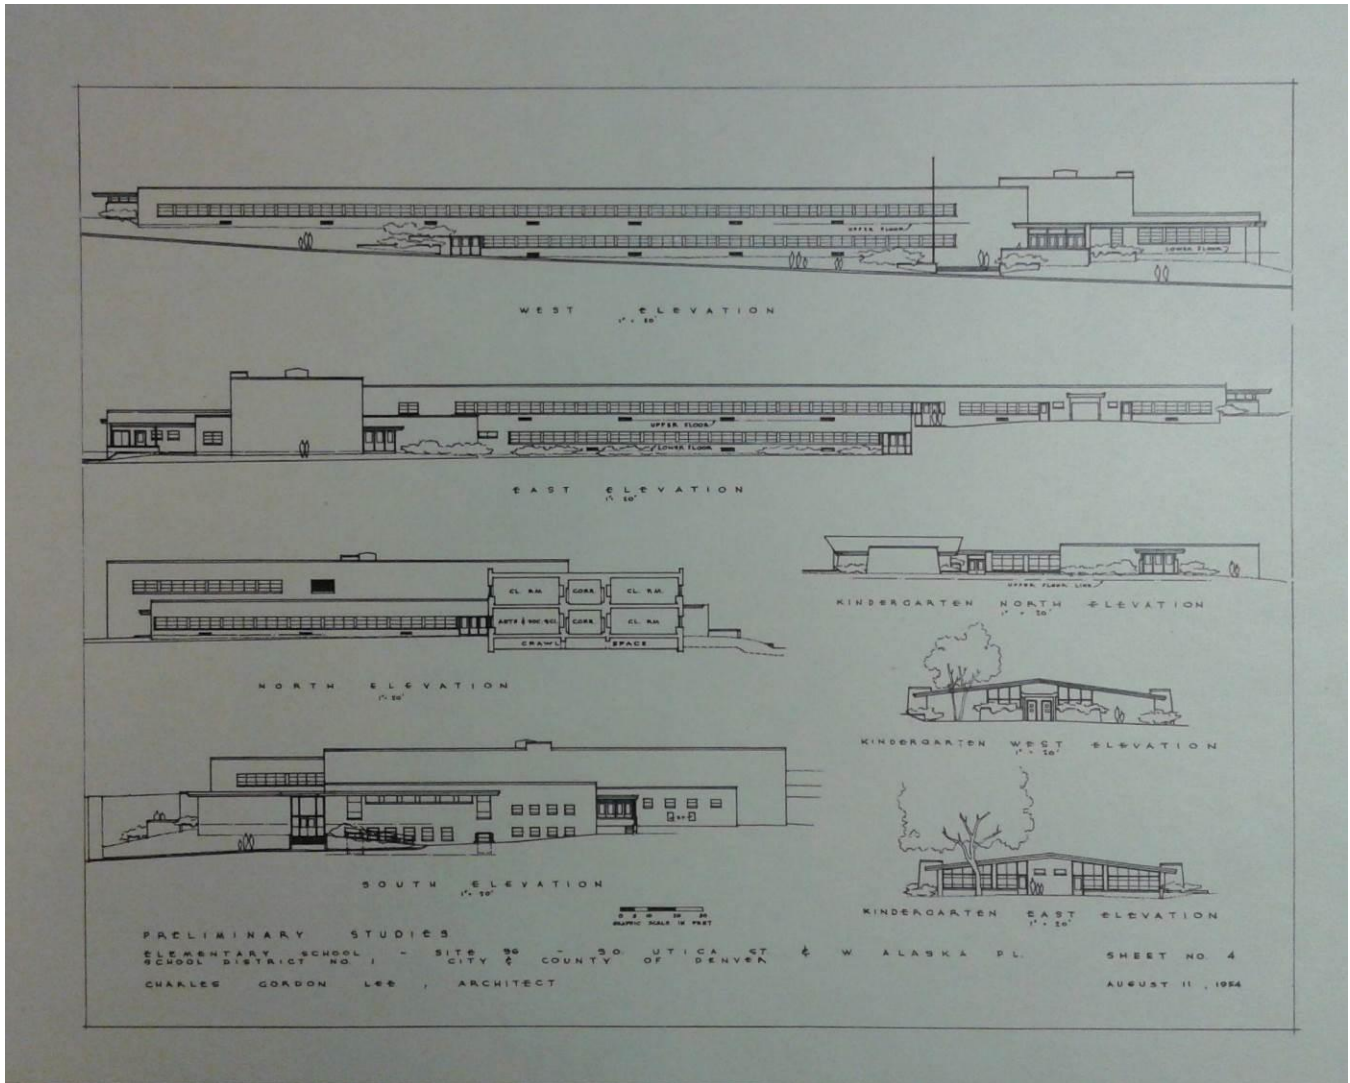 UPPER FLOOR
LOWER FLOOR
WEST ELEVATION
1" = 20'
UPPER FLOOR
LOWER FLOOR
EAST ELEVATION
1" 20'
CL. RM. CORR. CL. RM.
CORR. CL. RM.
CRAWL SPACE
NORTH ELEVATION
1" = 20'
UPPER FLOOR LINE
KINDERGARTEN NORTH ELEVATION
1" = 20'
KINDERGARTEN WEST ELEVATION
1" = 20'
SOUTH ELEVATION
1" = 20'
KINDERGARTEN EAST ELEVATION
1" = 20'
GRAPHIC SCALE IN FEET
PRELIMINARY STUDIES
ELEMENTARY SCHOOL - SITE 96 - SO. UTICA ST & W. ALASKA PL.
SCHOOL DISTRICT NO. 1 CITY & COUNTY OF DENVER
CHARLES GORDON LEE, ARCHITECT
SHEET NO. 4
AUGUST 11, 1954